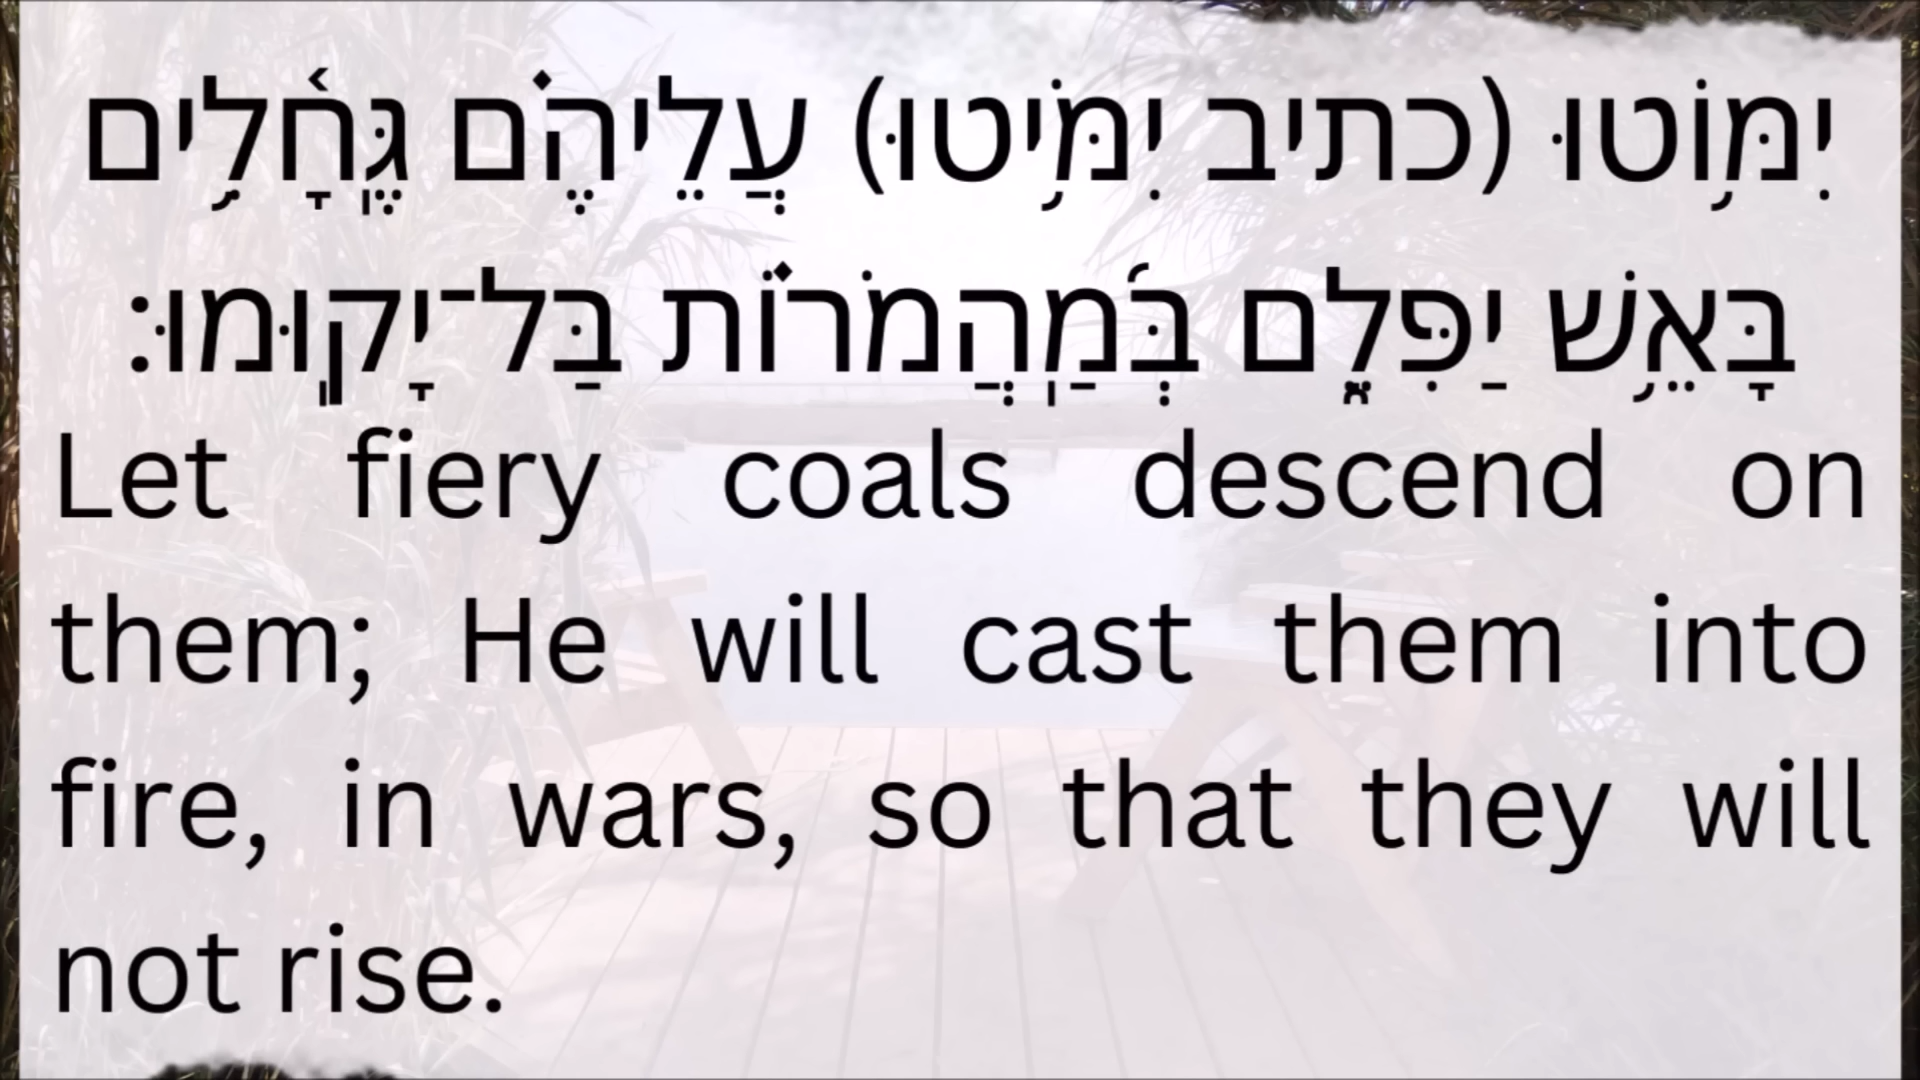 יִמּ֥וֹטוּ (כתיב יִמֹּ֥יטוּ) עֲלֵיהֶ֗ם גֶּֽחָ֫לִ֥ים
בָּאֵ֥שׁ יַפִּלֵ֑ם בְּ֝מַֽהֲמֹר֗וֹת בַּל־יָקֽוּמוּ׃
Let fiery coals descend on
them; He will cast them into
fire, in wars, so that they will
not rise.